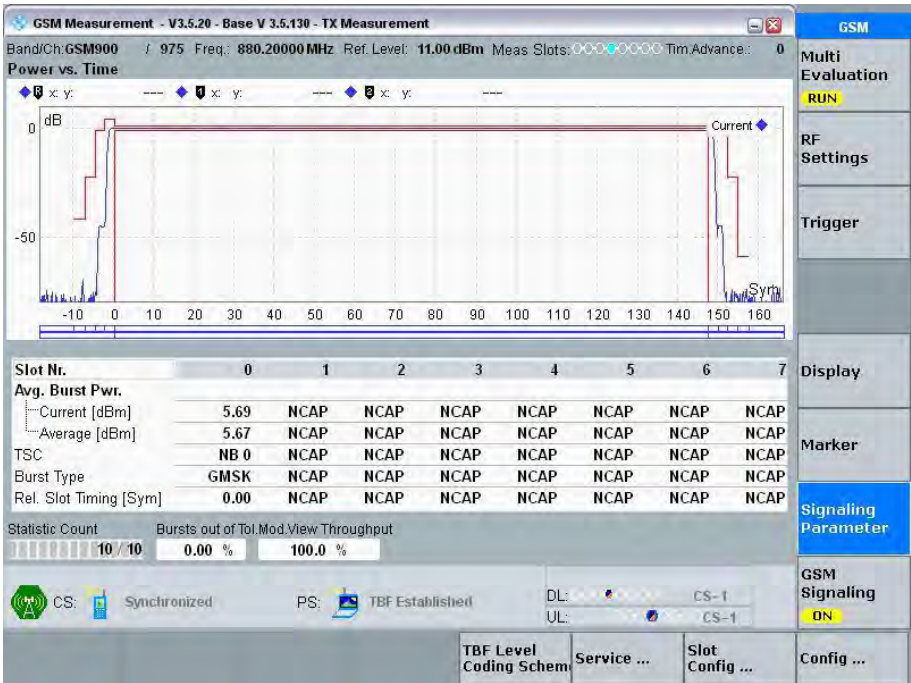 GSM Measurement - V3.5.20 - Base V 3.5.130 - TX Measurement
GSM
Band/Ch: GSM900 / 975 Freq.: 880.20000 MHz Ref. Level: 11.00 dBm Meas Slots: Tim.Advance.: 0
Power vs. Time
R x: y: --- 1 x: y: --- 2 x: y: ---
dB
Current
0
-50
Sym
-10 0 10 20 30 40 50 60 70 80 90 100 110 120 130 140 150 160
Slot Nr. 0 1 2 3 4 5 6 7
Avg. Burst Pwr.
Current [dBm] 5.69 NCAP NCAP NCAP NCAP NCAP NCAP NCAP
Average [dBm] 5.67 NCAP NCAP NCAP NCAP NCAP NCAP NCAP
TSC NB 0 NCAP NCAP NCAP NCAP NCAP NCAP NCAP
Burst Type GMSK NCAP NCAP NCAP NCAP NCAP NCAP NCAP
Rel. Slot Timing [Sym] 0.00 NCAP NCAP NCAP NCAP NCAP NCAP NCAP
Statistic Count Bursts out of Tol. Mod.View Throughput
10 / 10 0.00 % 100.0 %
CS: Synchronized PS: TBF Established
DL: CS-1
UL: CS-1
Multi
Evaluation
RUN
RF
Settings
Trigger
Display
Marker
Signaling
Parameter
GSM
Signaling
ON
TBF Level
Coding Schem
Service ...
Slot
Config ...
Config ...